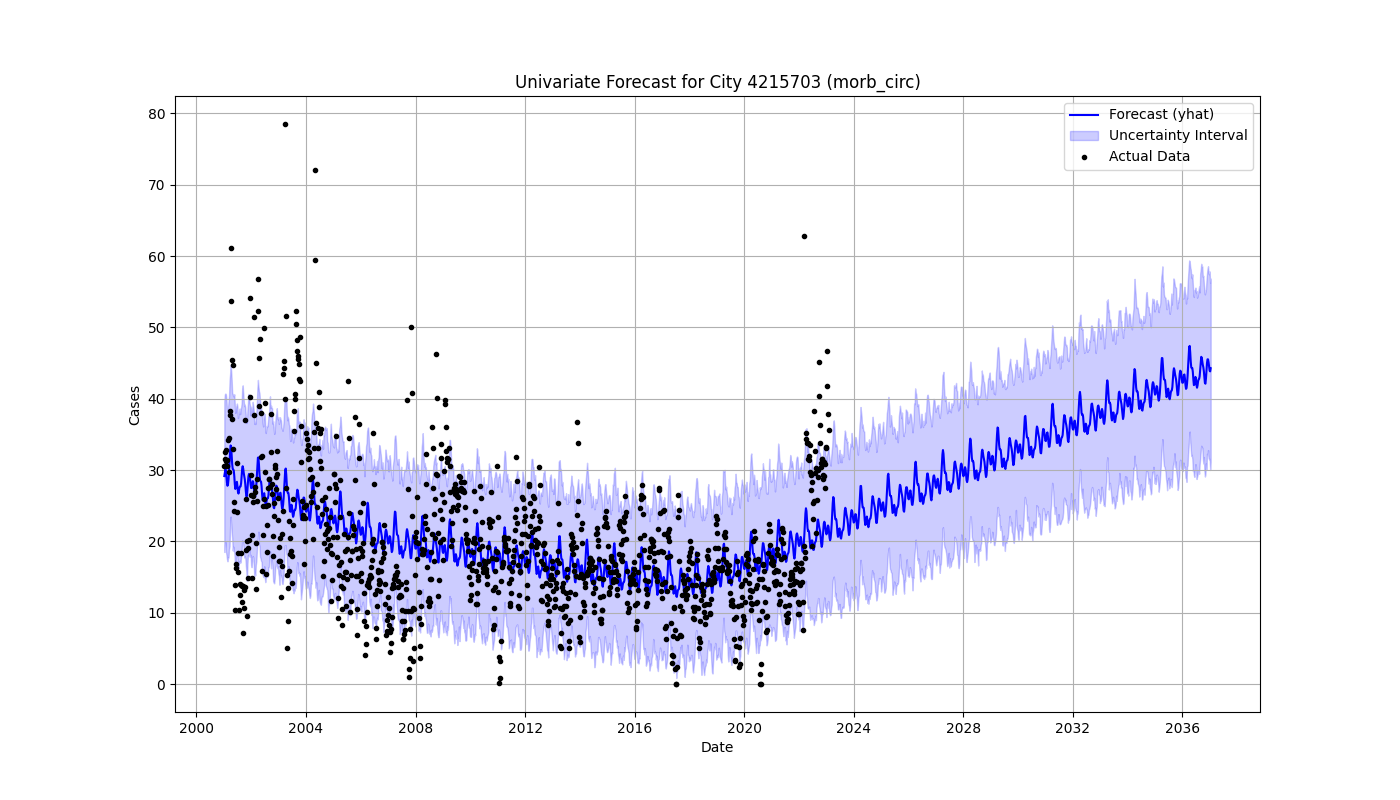 Univariate Forecast for City 4215703 (morb_circ)
Forecast (yhat)
Uncertainty Interval
Actual Data
Cases
80
70
60
50
40
30
20
10
0
2000 2004 2008 2012 2016 2020 2024 2028 2032 2036
Date